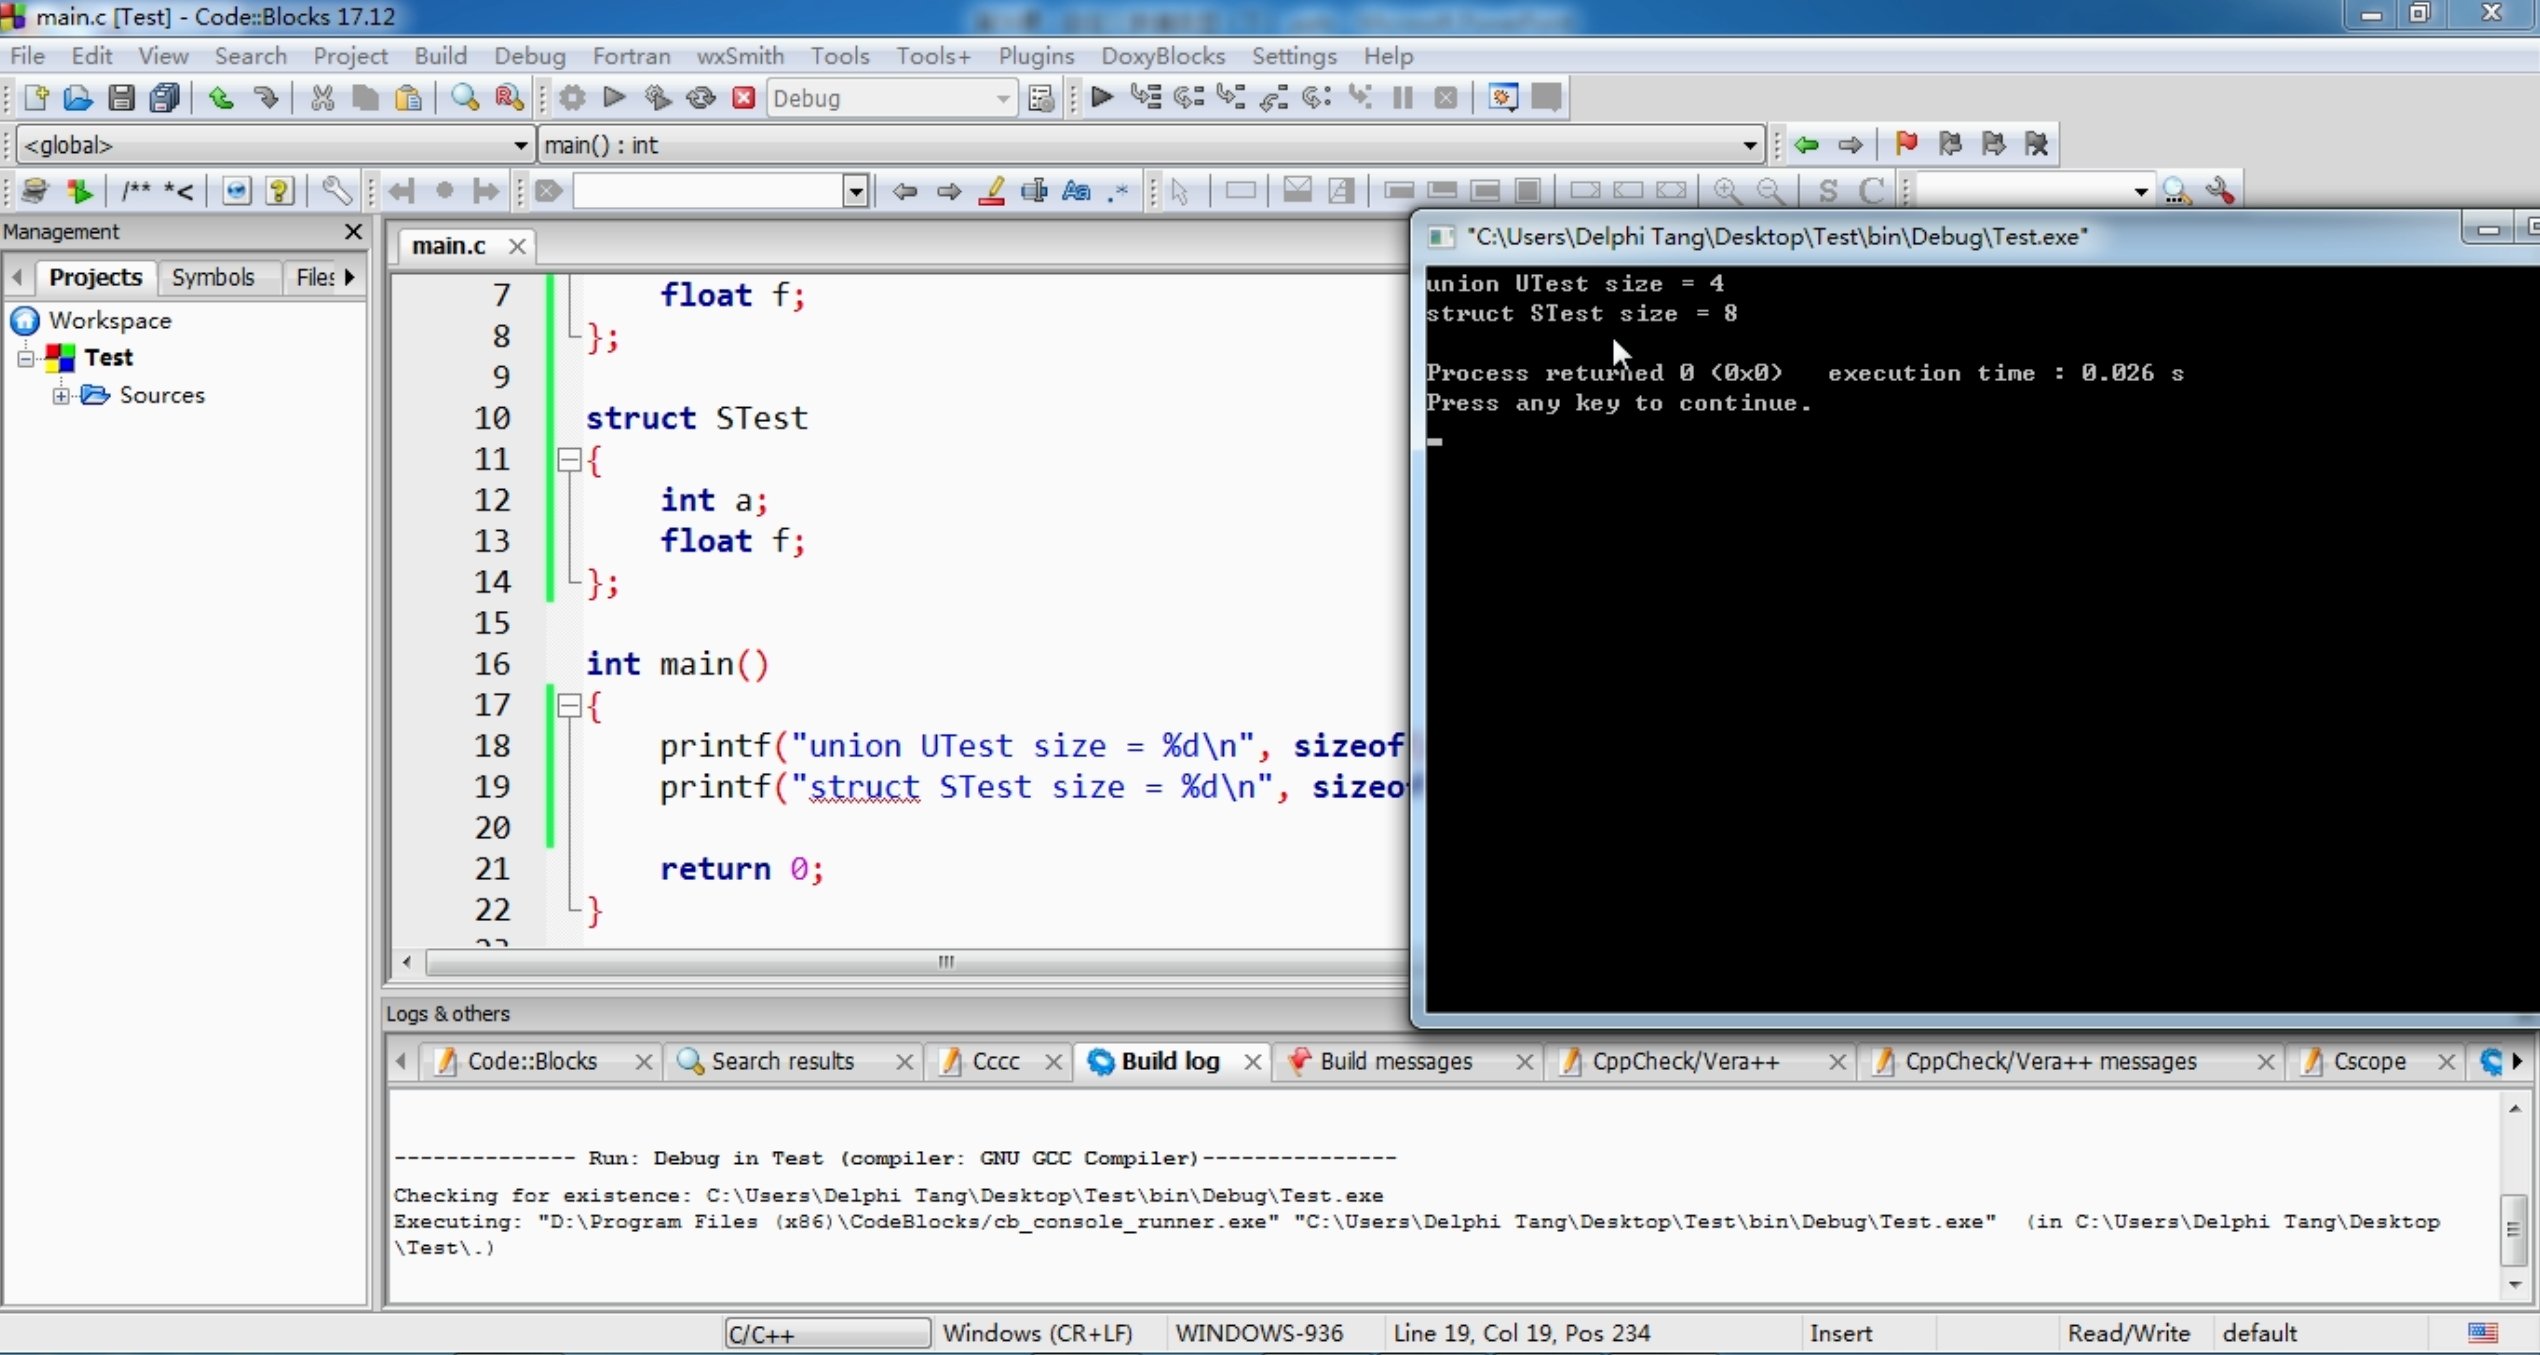 main.c [Test] - Code::Blocks 17.12
File Edit View Search Project Build Debug Fortran wxSmith Tools Tools+ Plugins DoxyBlocks Settings Help
Debug
<global> main() : int
/** *<
S C
Management
Projects Symbols Files
Workspace
Test
Sources
main.c
7 float f;
8 };
9
10 struct STest
11 {
12 int a;
13 float f;
14 };
15
16 int main()
17 {
18 printf("union UTest size = %d\n", sizeof
19 printf("struct STest size = %d\n", sizeo
20
21 return 0;
22 }
"C:\Users\Delphi Tang\Desktop\Test\bin\Debug\Test.exe"
union UTest size = 4
struct STest size = 8
Process returned 0 (0x0) execution time : 0.026 s
Press any key to continue.
Logs & others
Code::Blocks Search results Cccc Build log Build messages CppCheck/Vera++ CppCheck/Vera++ messages Cscope
-------------- Run: Debug in Test (compiler: GNU GCC Compiler)---------------
Checking for existence: C:\Users\Delphi Tang\Desktop\Test\bin\Debug\Test.exe
Executing: "D:\Program Files (x86)\CodeBlocks/cb_console_runner.exe" "C:\Users\Delphi Tang\Desktop\Test\bin\Debug\Test.exe" (in C:\Users\Delphi Tang\Desktop
\Test\.)
C/C++ Windows (CR+LF) WINDOWS-936 Line 19, Col 19, Pos 234 Insert Read/Write default